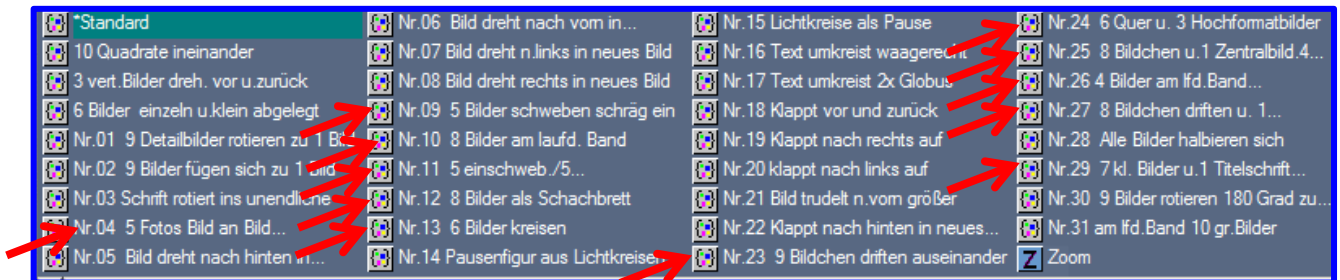 *Standard
10 Quadrate ineinander
3 vert.Bilder dreh. vor u.zurück
6 Bilder einzeln u.klein abgelegt
Nr.01 9 Detailbilder rotieren zu 1 Bild
Nr.02 9 Bilder fügen sich zu 1 Bild
Nr.03 Schrift rotiert ins unendliche
Nr.04 5 Fotos Bild an Bild...
Nr.05 Bild dreht nach hinten in...
Nr.06 Bild dreht nach vorn in...
Nr.07 Bild dreht n.links in neues Bild
Nr.08 Bild dreht rechts in neues Bild
Nr.09 5 Bilder schweben schräg ein
Nr.10 8 Bilder am laufd. Band
Nr.11 5 einschweb./5...
Nr.12 8 Bilder als Schachbrett
Nr.13 6 Bilder kreisen
Nr.14 Pausenfigur aus Lichtkreisen
Nr.15 Lichtkreise als Pause
Nr.16 Text umkreist waagerecht
Nr.17 Text umkreist 2x Globus
Nr.18 Klappt vor und zurück
Nr.19 Klappt nach rechts auf
Nr.20 klappt nach links auf
Nr.21 Bild trudelt n.vorn größer
Nr.22 Klappt nach hinten in neues...
Nr.23 9 Bildchen driften auseinander
Nr.24 6 Quer u. 3 Hochformatbilder
Nr.25 8 Bildchen u.1 Zentralbild.4...
Nr.26 4 Bilder am lfd.Band...
Nr.27 8 Bildchen driften u. 1...
Nr.28 Alle Bilder halbieren sich
Nr.29 7 kl. Bilder u.1 Titelschrift...
Nr.30 9 Bilder rotieren 180 Grad zu...
Nr.31 am lfd.Band 10 gr.Bilder
Z Zoom